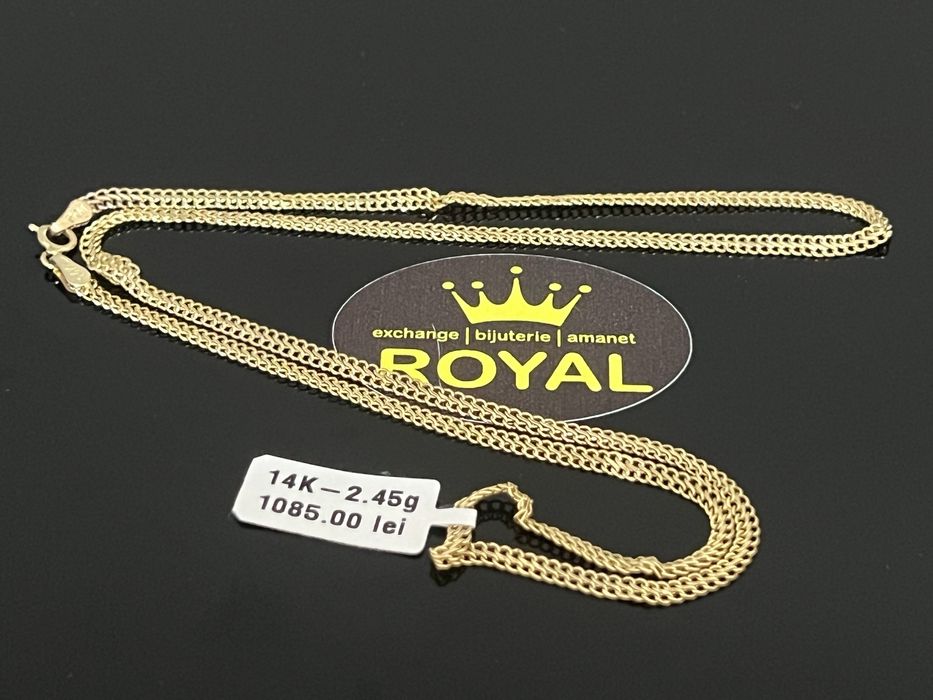 exchange | bijuterie | amanet
ROYAL
14K – 2.45g
1085.00 lei